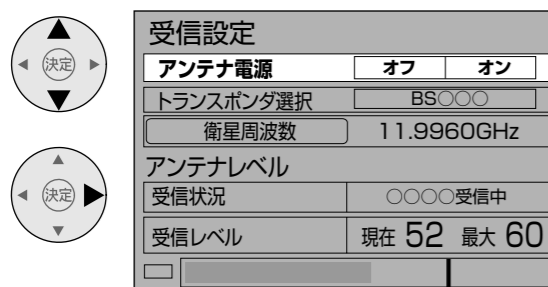 決定
受信設定
アンテナ電源 オフ オン
トランスポンダ選択 BS○○○
衛星周波数 11.9960GHz
決定
アンテナレベル
受信状況 ○○○○受信中
受信レベル 現在 52 最大 60